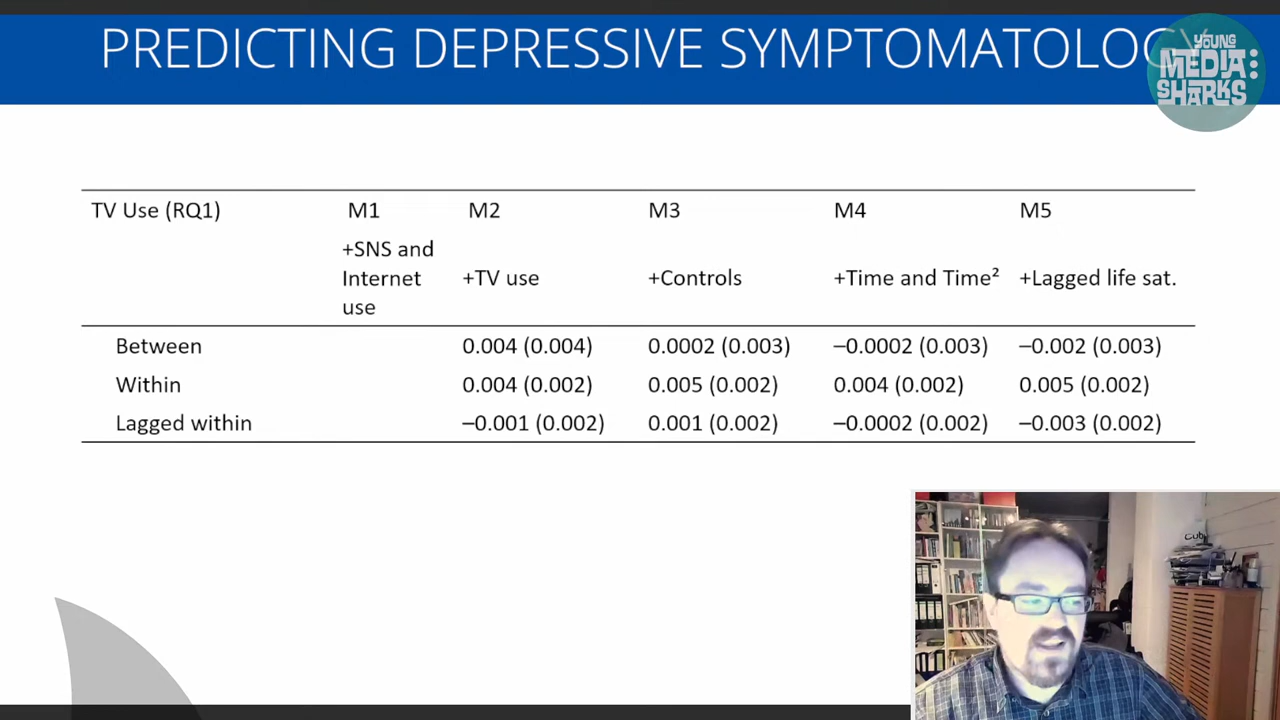 PREDICTING DEPRESSIVE SYMPTOMATOLOGY
YOUNG
MEDIA:
SHARKS
TV Use (RQ1) M1 M2 M3 M4 M5
+SNS and
Internet +TV use +Controls +Time and Time² +Lagged life sat.
use
Between 0.004 (0.004) 0.0002 (0.003) –0.0002 (0.003) –0.002 (0.003)
Within 0.004 (0.002) 0.005 (0.002) 0.004 (0.002) 0.005 (0.002)
Lagged within –0.001 (0.002) 0.001 (0.002) –0.0002 (0.002) –0.003 (0.002)